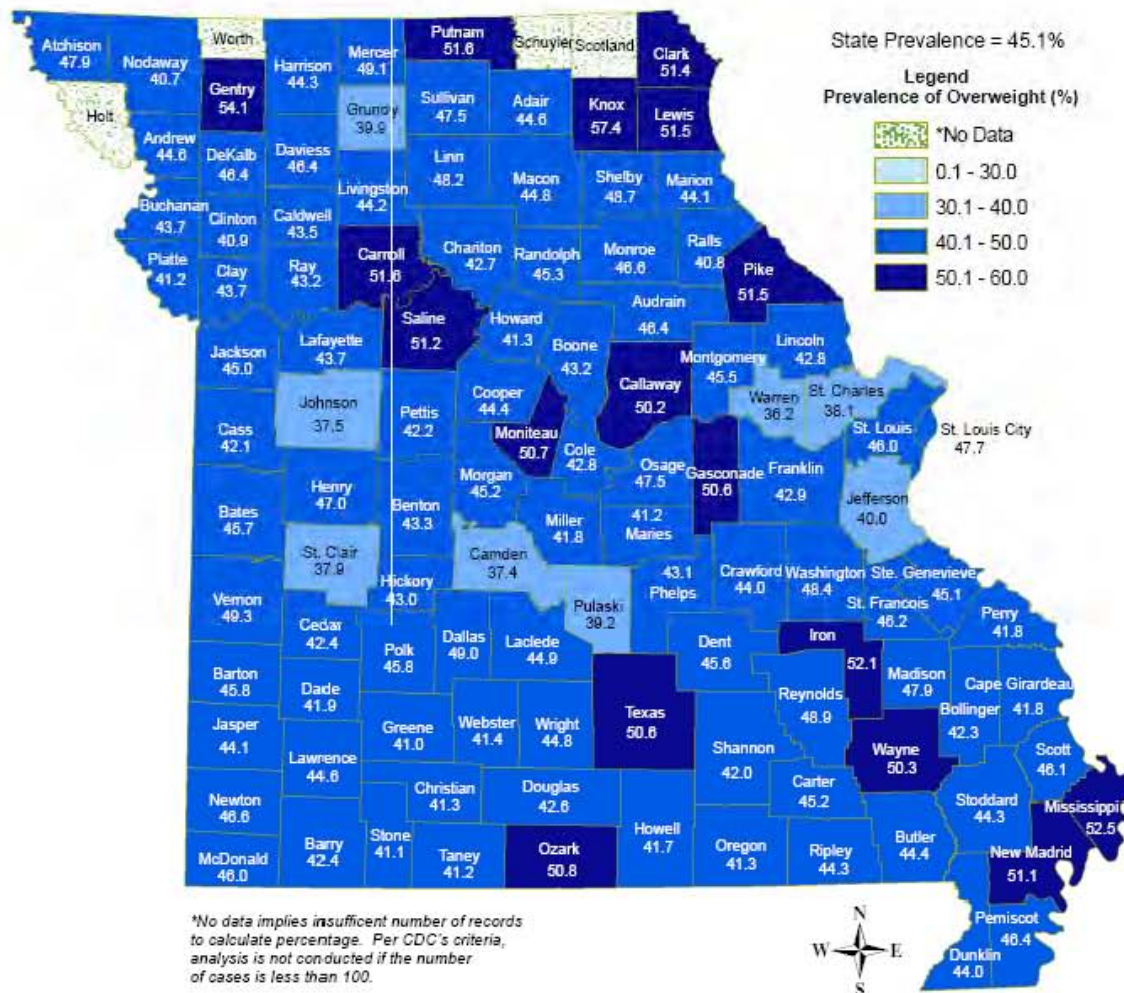 State Prevalence = 45.1%
Legend
Prevalence of Overweight (%)
*No Data
0.1 - 30.0
30.1 - 40.0
40.1 - 50.0
50.1 - 60.0
Atchison
47.9
Nodaway
40.7
Worth
Gentry
54.1
Harrison
44.3
Mercer
49.1
Putnam
51.6
Schuyler
Scotland
Clark
51.4
Holt
Andrew
44.6
DeKalb
46.4
Daviess
46.4
Grundy
39.9
Sullivan
47.5
Adair
44.6
Knox
57.4
Lewis
51.5
Buchanan
43.7
Clinton
40.9
Caldwell
43.5
Livingston
44.2
Linn
48.2
Macon
44.8
Shelby
48.7
Marion
44.1
Platte
41.2
Clay
43.7
Ray
43.2
Carroll
51.6
Chariton
42.7
Randolph
45.3
Monroe
46.6
Ralls
40.8
Pike
51.5
Jackson
45.0
Lafayette
43.7
Saline
51.2
Howard
41.3
Boone
43.2
Audrain
46.4
Callaway
50.2
Montgomery
45.5
Lincoln
42.8
Warren
36.2
St. Charles
38.1
St. Louis
46.0
St. Louis City
47.7
Cass
42.1
Johnson
37.5
Pettis
42.2
Cooper
44.4
Moniteau
50.7
Cole
42.8
Osage
47.5
Gasconade
50.6
Franklin
42.9
Jefferson
40.0
Bates
45.7
Henry
47.0
Benton
43.3
Morgan
45.2
Miller
41.8
41.2
Maries
St. Clair
37.9
Hickory
43.0
Camden
37.4
Pulaski
39.2
43.1
Phelps
Crawford
44.0
Washington
48.4
Ste. Genevieve
45.1
St. Francois
46.2
Perry
41.8
Vernon
49.3
Cedar
42.4
Polk
45.8
Dallas
49.0
Laclede
44.9
Dent
45.6
Iron
52.1
Madison
47.9
Cape Girardeau
41.8
Barton
45.8
Dade
41.9
Greene
41.0
Webster
41.4
Wright
44.8
Texas
50.6
Reynolds
48.9
Bollinger
42.3
Jasper
44.1
Lawrence
44.6
Christian
41.3
Douglas
42.6
Shannon
42.0
Wayne
50.3
Scott
46.1
Newton
46.6
Carter
45.2
Stoddard
44.3
Mississippi
52.5
McDonald
46.0
Barry
42.4
Stone
41.1
Taney
41.2
Ozark
50.8
Howell
41.7
Oregon
41.3
Ripley
44.3
Butler
44.4
New Madrid
51.1
Pemiscot
46.4
Dunklin
44.0
*No data implies insufficent number of records
to calculate percentage. Per CDC's criteria,
analysis is not conducted if the number
of cases is less than 100.
N
W E
S